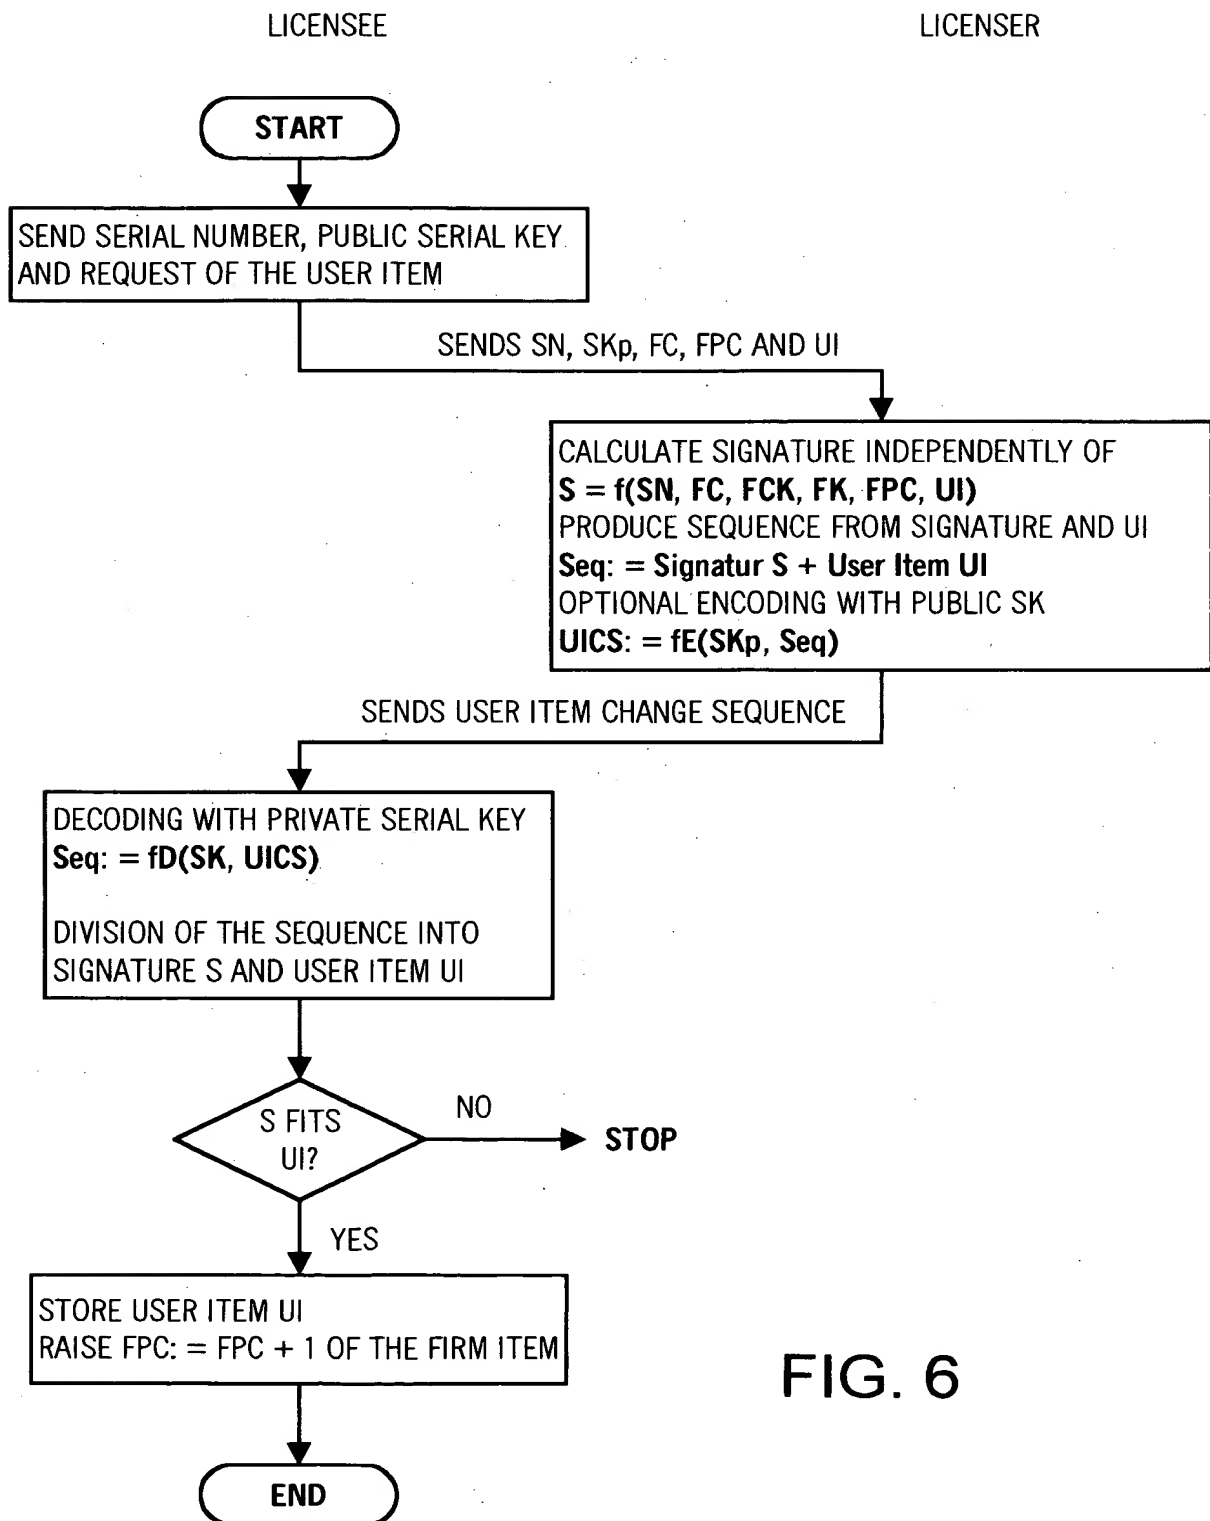 LICENSEE
LICENSER
START
SEND SERIAL NUMBER, PUBLIC SERIAL KEY
AND REQUEST OF THE USER ITEM
SENDS SN, SKp, FC, FPC AND UI
CALCULATE SIGNATURE INDEPENDENTLY OF
S = f(SN, FC, FCK, FK, FPC, UI)
PRODUCE SEQUENCE FROM SIGNATURE AND UI
Seq: = Signatur S + User Item UI
OPTIONAL ENCODING WITH PUBLIC SK
UICS: = fE(SKp, Seq)
SENDS USER ITEM CHANGE SEQUENCE
DECODING WITH PRIVATE SERIAL KEY
Seq: = fD(SK, UICS)
DIVISION OF THE SEQUENCE INTO
SIGNATURE S AND USER ITEM UI
S FITS
UI?
NO
STOP
YES
STORE USER ITEM UI
RAISE FPC: = FPC + 1 OF THE FIRM ITEM
FIG. 6
END